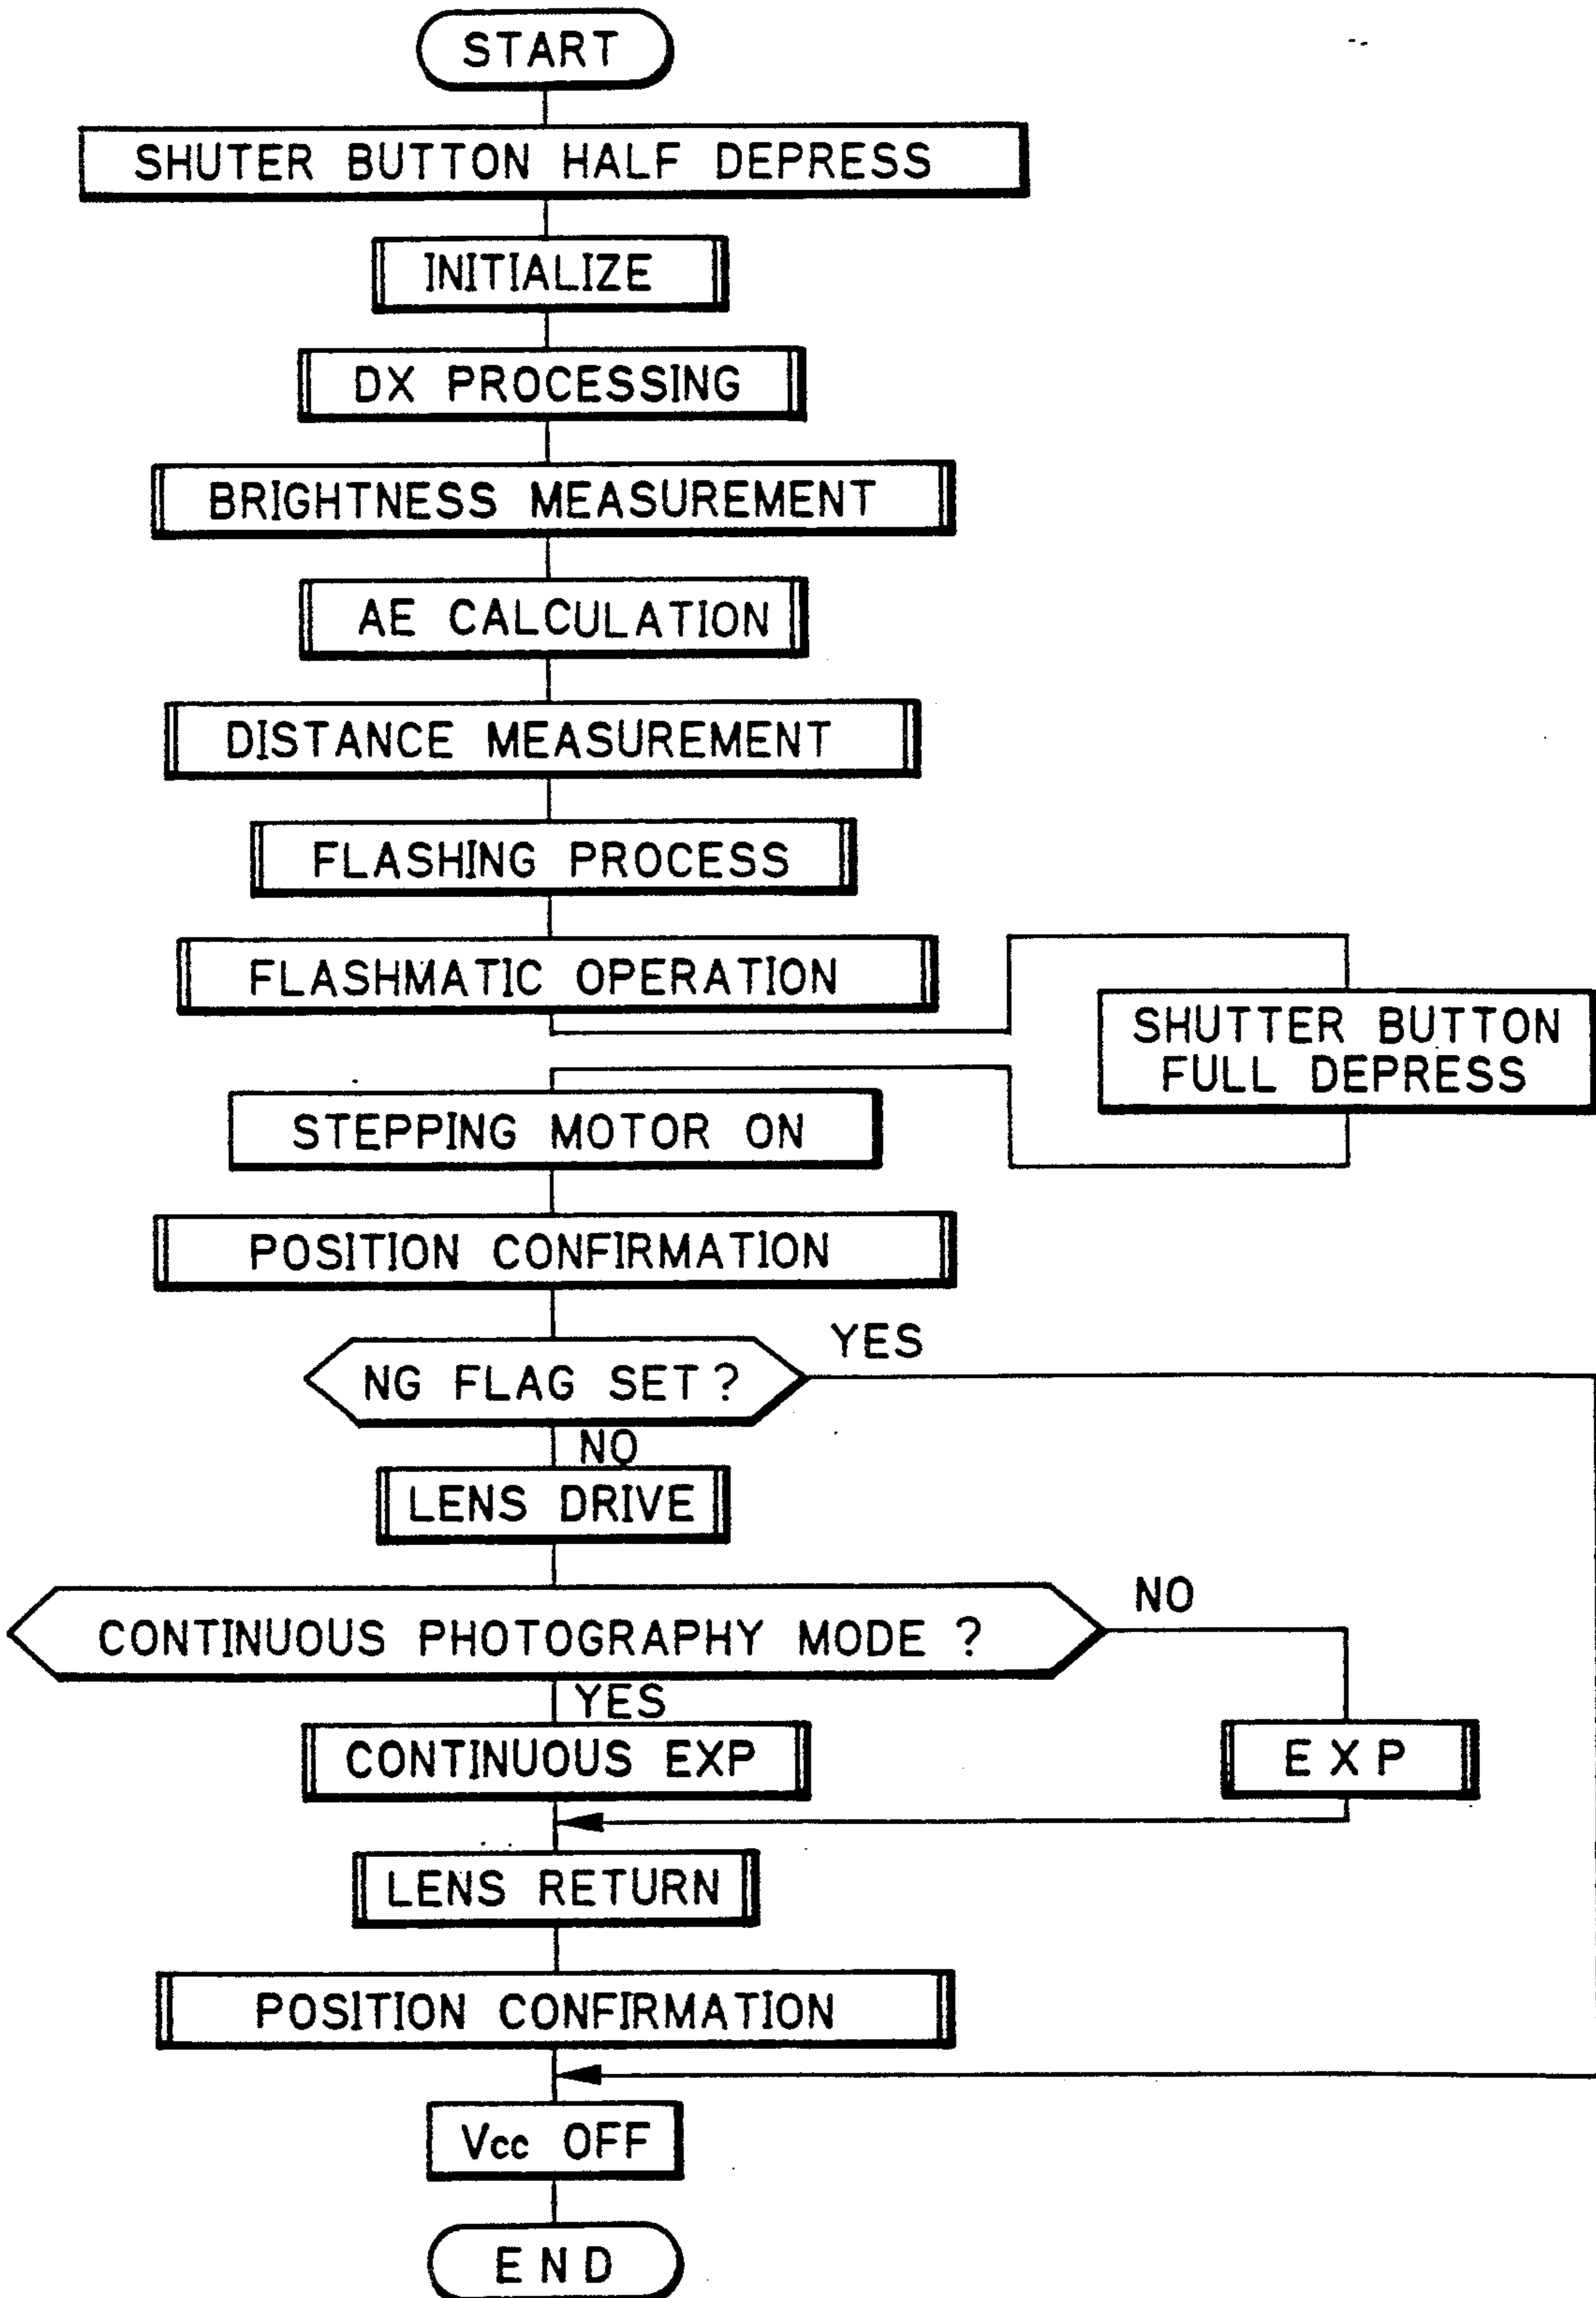 START
SHUTER BUTTON HALF DEPRESS
INITIALIZE
DX PROCESSING
BRIGHTNESS MEASUREMENT
AE CALCULATION
DISTANCE MEASUREMENT
FLASHING PROCESS
FLASHMATIC OPERATION
SHUTTER BUTTON
FULL DEPRESS
STEPPING MOTOR ON
POSITION CONFIRMATION
NG FLAG SET?
YES
NO
LENS DRIVE
CONTINUOUS PHOTOGRAPHY MODE ?
NO
YES
CONTINUOUS EXP
EXP
LENS RETURN
POSITION CONFIRMATION
Vcc OFF
END